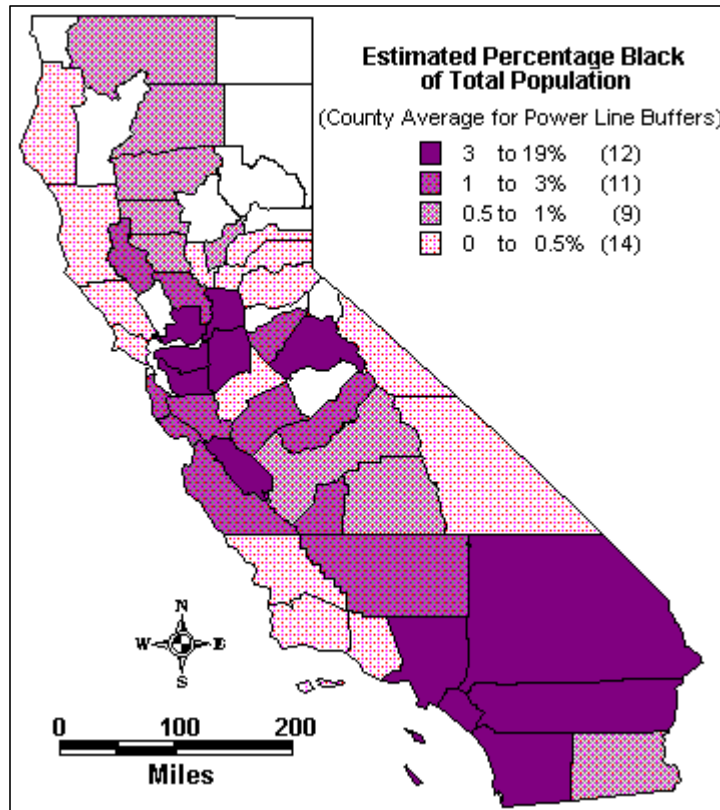 Estimated Percentage Black
of Total Population
(County Average for Power Line Buffers)
3 to 19% (12)
1 to 3% (11)
0.5 to 1% (9)
0 to 0.5% (14)
N
W E
S
0 100 200
Miles